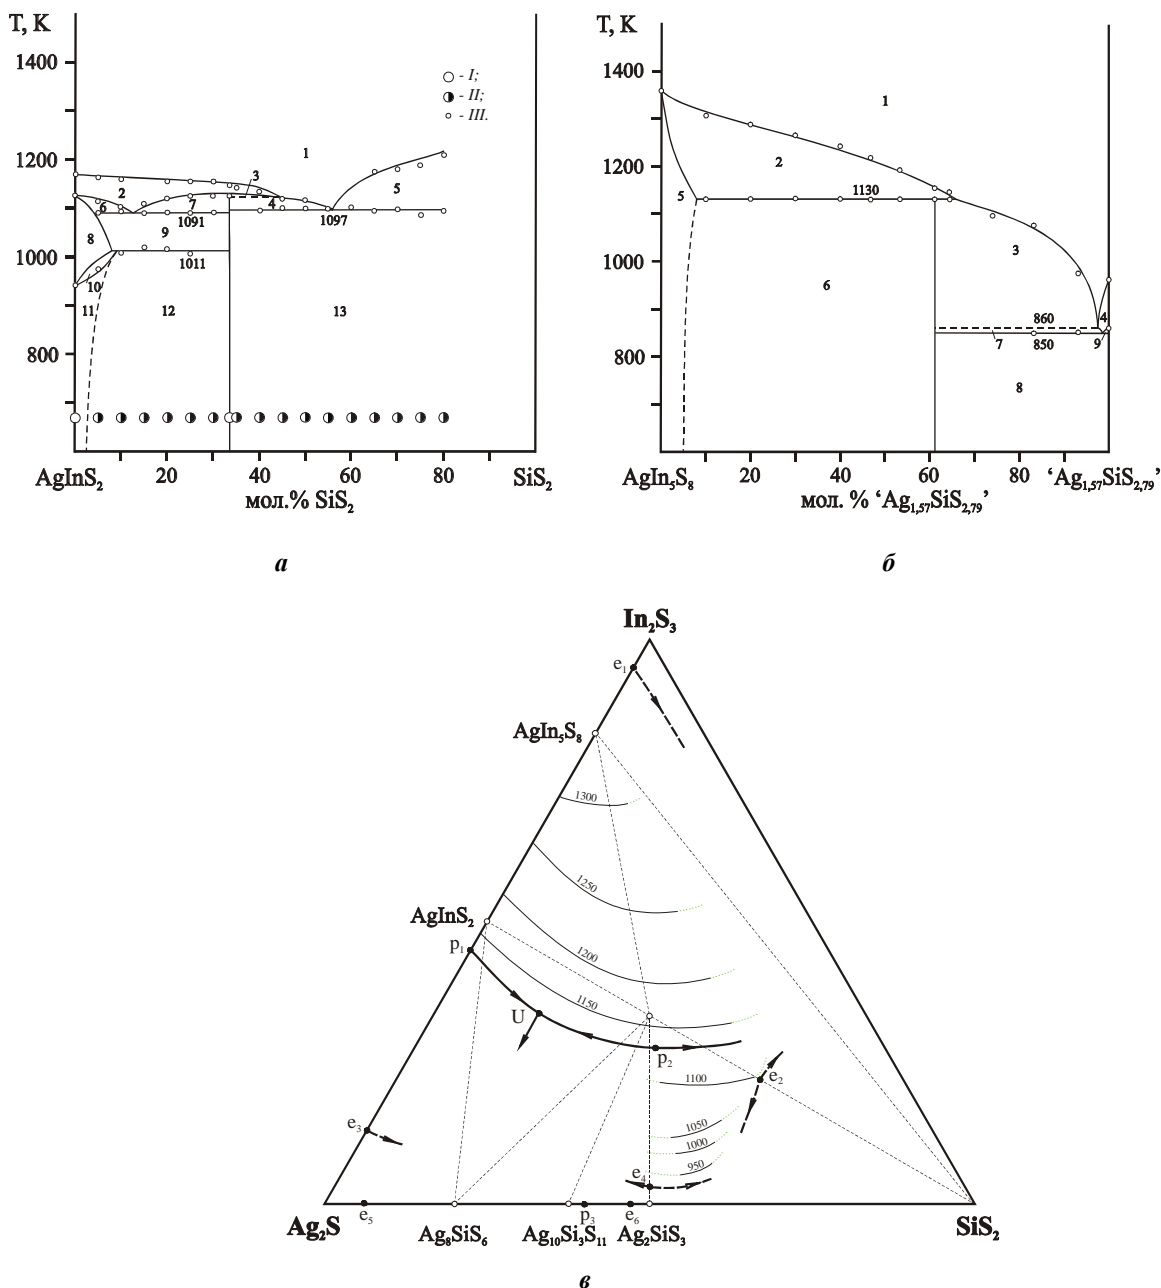 T, K
1400
1200
1000
800
- I;
- II;
- III.
1
2
3
4
5
6
7
8
9
10
11
12
13
1091
1097
1011
AgInS₂
20
40
60
80
SiS₂
мол.% SiS₂
а
T, K
1400
1200
1000
800
1
2
3
4
5
6
7
8
9
1130
860
850
AgIn₅S₈
20
40
60
80
'Ag₁,₅₇SiS₂,₇₉'
мол. % 'Ag₁,₅₇SiS₂,₇₉'
б
In₂S₃
e₁
AgIn₅S₈
1300
1250
AgInS₂
p₁
1200
1150
U
p₂
1100
e₂
1050
1000
950
e₃
e₄
Ag₂S
e₅
Ag₈SiS₆
p₃
Ag₁₀Si₃S₁₁
e₆
Ag₂SiS₃
SiS₂
в